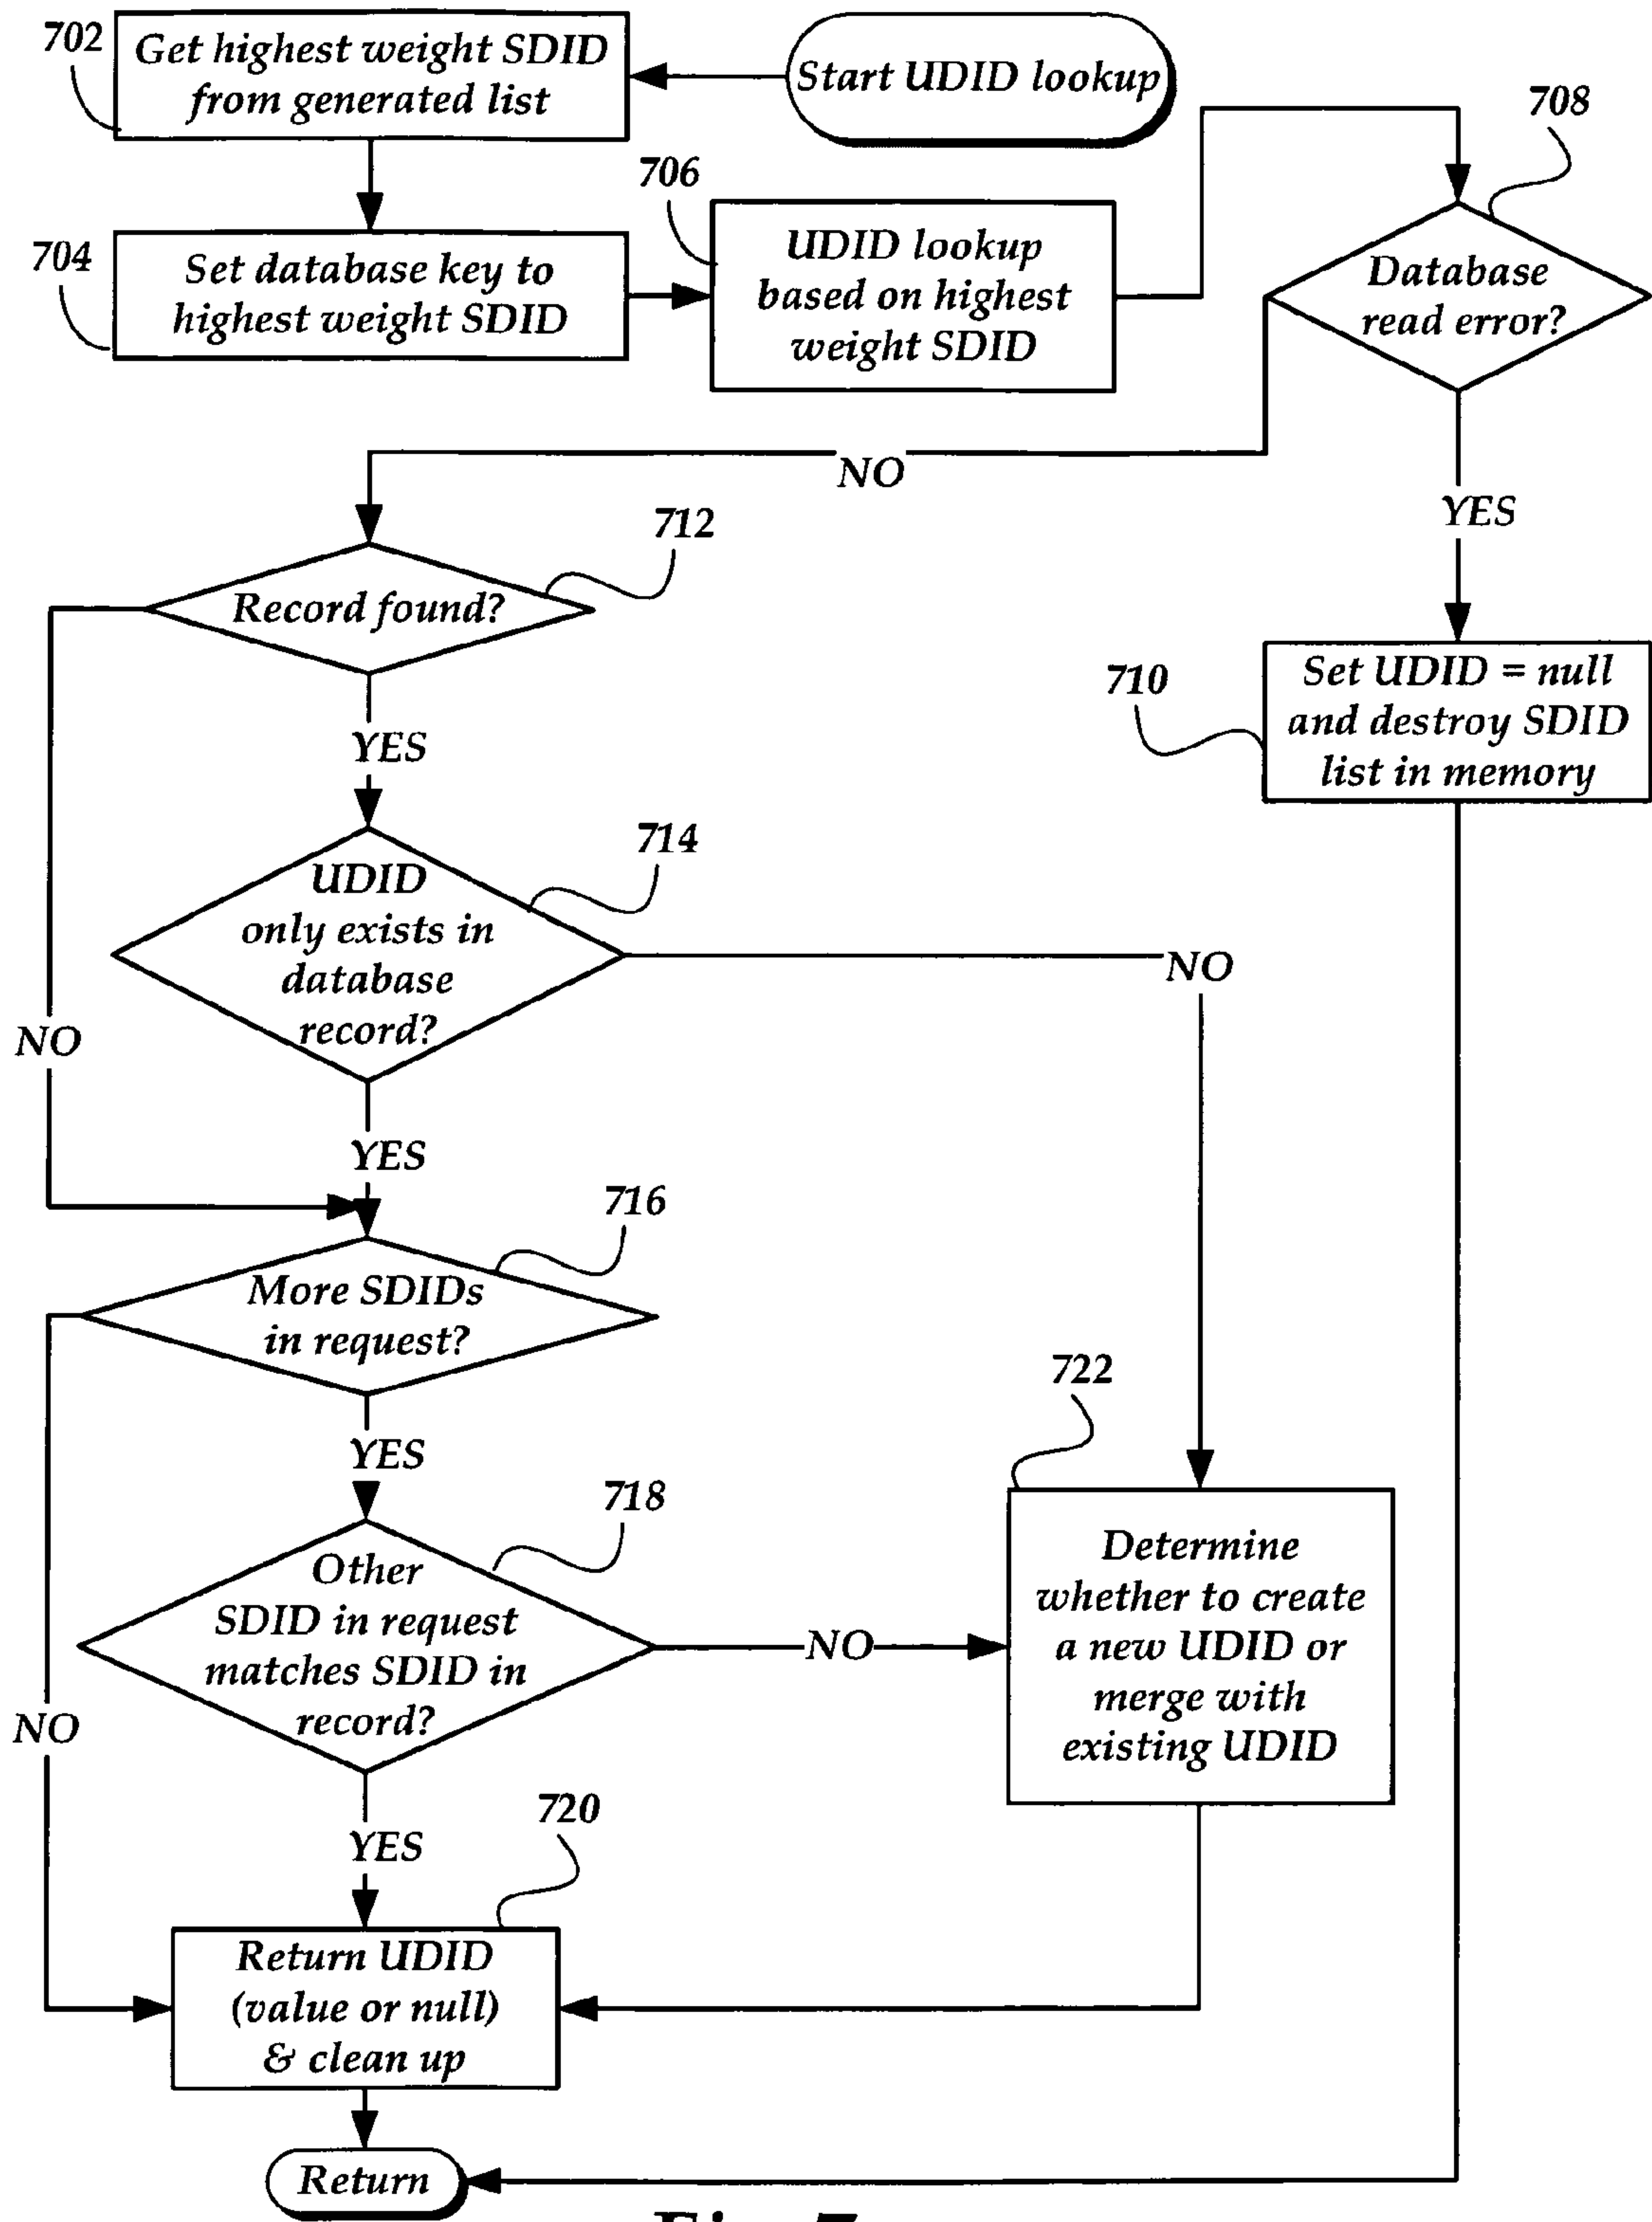 702
Get highest weight SDID
from generated list
Start UDID lookup
708
706
704
Set database key to
highest weight SDID
UDID lookup
based on highest
weight SDID
Database
read error?
NO
YES
712
Record found?
710
Set UDID = null
and destroy SDID
list in memory
YES
714
UDID
only exists in
database
record?
NO
NO
YES
716
More SDIDs
in request?
722
YES
718
Other
SDID in request
matches SDID in
record?
NO
Determine
whether to create
a new UDID or
merge with
existing UDID
NO
720
YES
Return UDID
(value or null)
& clean up
Return